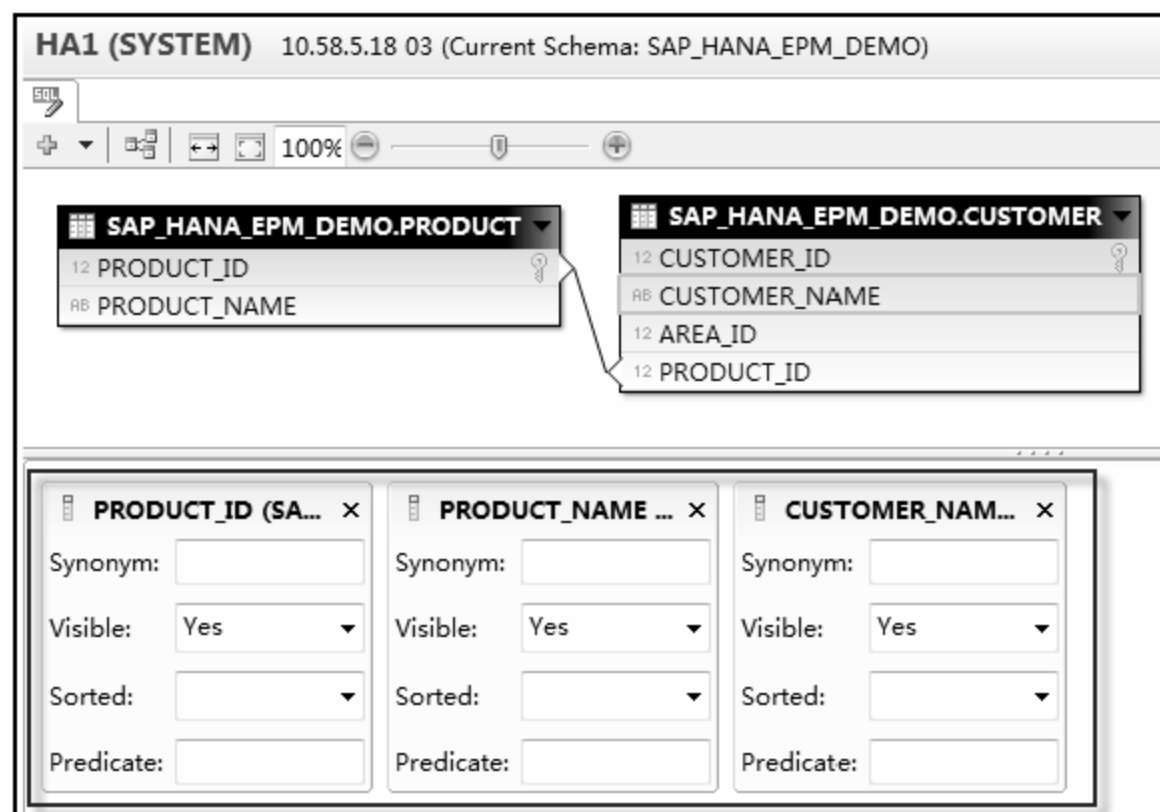 HA1 (SYSTEM) 10.58.5.18 03 (Current Schema: SAP_HANA_EPM_DEMO)
SQL
100%
SAP_HANA_EPM_DEMO.PRODUCT
12 PRODUCT_ID
AB PRODUCT_NAME
SAP_HANA_EPM_DEMO.CUSTOMER
12 CUSTOMER_ID
AB CUSTOMER_NAME
12 AREA_ID
12 PRODUCT_ID
PRODUCT_ID (SA...
Synonym:
Visible: Yes
Sorted:
Predicate:
PRODUCT_NAME ...
Synonym:
Visible: Yes
Sorted:
Predicate:
CUSTOMER_NAM...
Synonym:
Visible: Yes
Sorted:
Predicate: